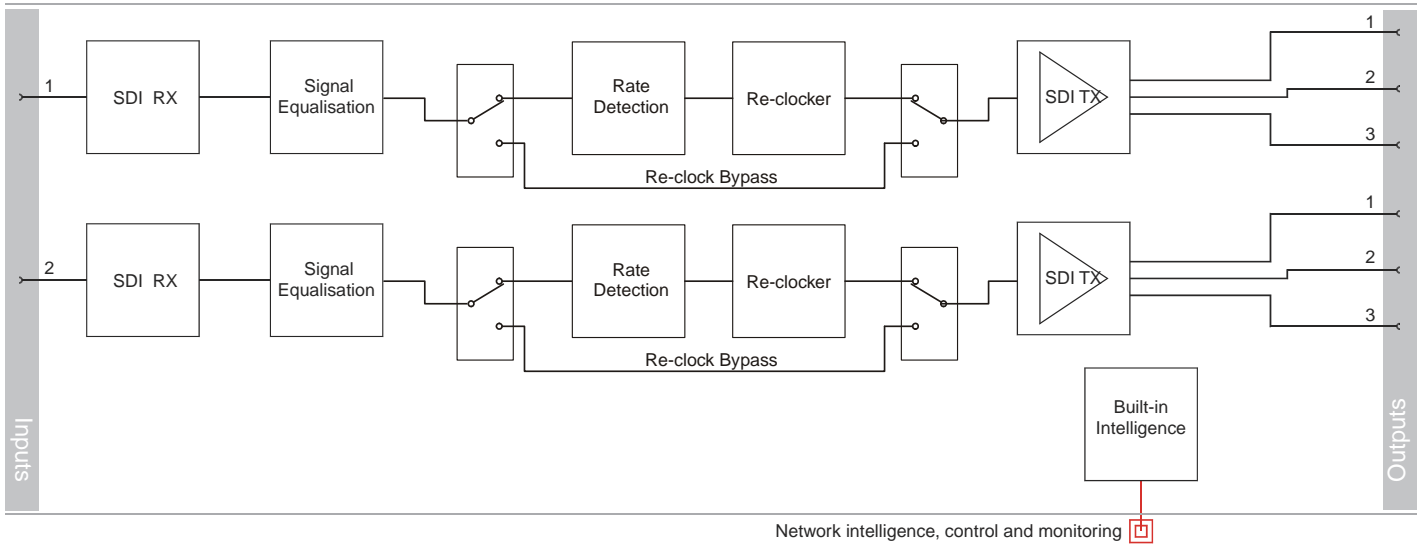 1
1
2
3
SDI RX
Signal
Equalisation
Rate
Detection
Re-clocker
SDI TX
Re-clock Bypass
2
1
2
3
SDI RX
Signal
Equalisation
Rate
Detection
Re-clocker
SDI TX
Re-clock Bypass
Inputs
Built-in
Intelligence
Outputs
Network intelligence, control and monitoring